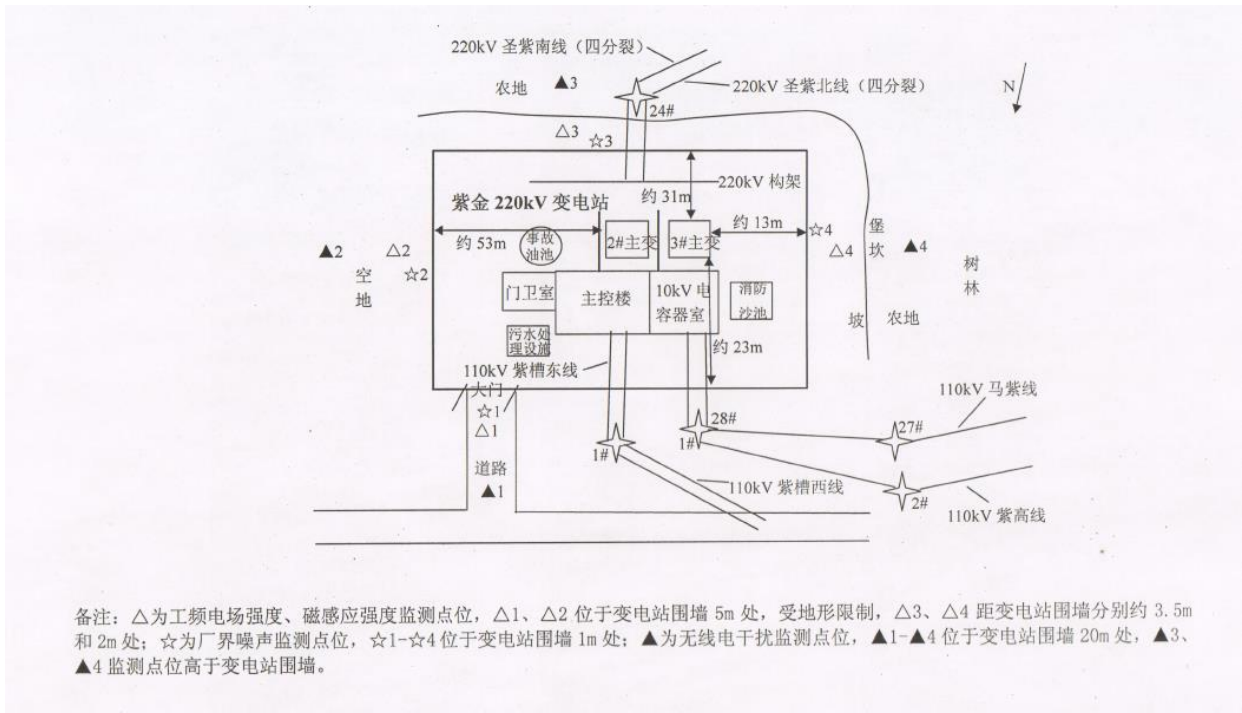 220kV 圣紫南线（四分裂）
农地 ▲3
220kV 圣紫北线（四分裂）
N
24#
△3
☆3
220kV 构架
紫金 220kV 变电站
约 31m
约 53m
事故
油池
2#主变
3#主变
约 13m
☆4
△4
堡
坎
▲4
树
林
▲2
△2
☆2
空
地
门卫室
主控楼
10kV 电
容器室
消防
沙池
坡
农地
污水处
理设施
约 23m
110kV 紫槽东线
大门
☆1
△1
道路
▲1
1#
28#
1#
27#
110kV 马紫线
2#
110kV 紫高线
110kV 紫槽西线
备注：△为工频电场强度、磁感应强度监测点位，△1、△2 位于变电站围墙 5m 处，受地形限制，△3、△4 距变电站围墙分别约 3.5m
和 2m 处；☆为厂界噪声监测点位，☆1-☆4 位于变电站围墙 1m 处；▲为无线电干扰监测点位，▲1-▲4 位于变电站围墙 20m 处，▲3、
▲4 监测点位高于变电站围墙。